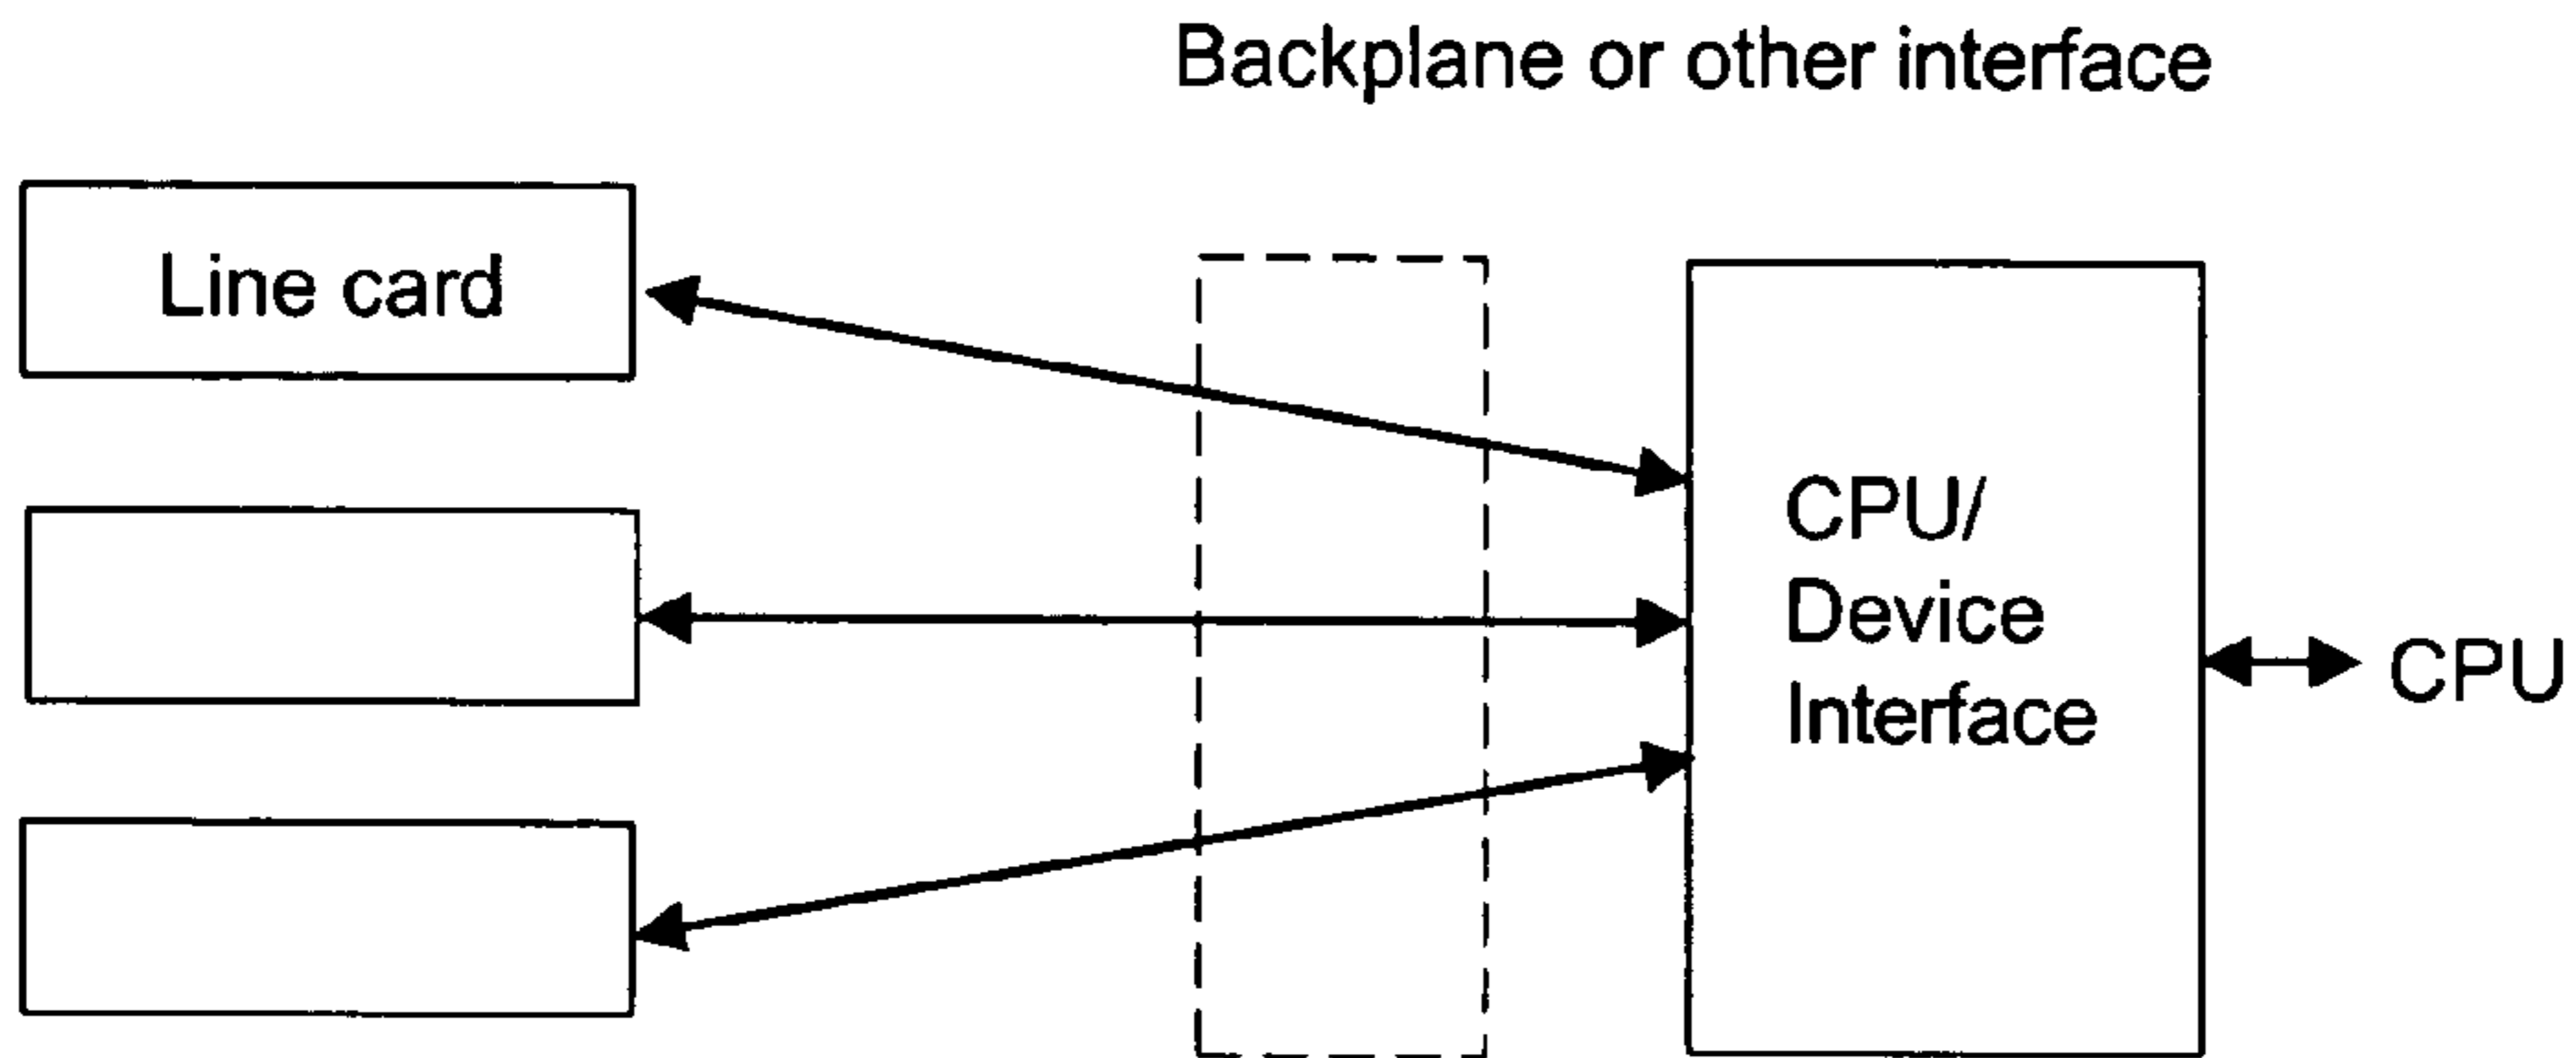 Backplane or other interface
Line card
CPU/
Device
Interface
CPU